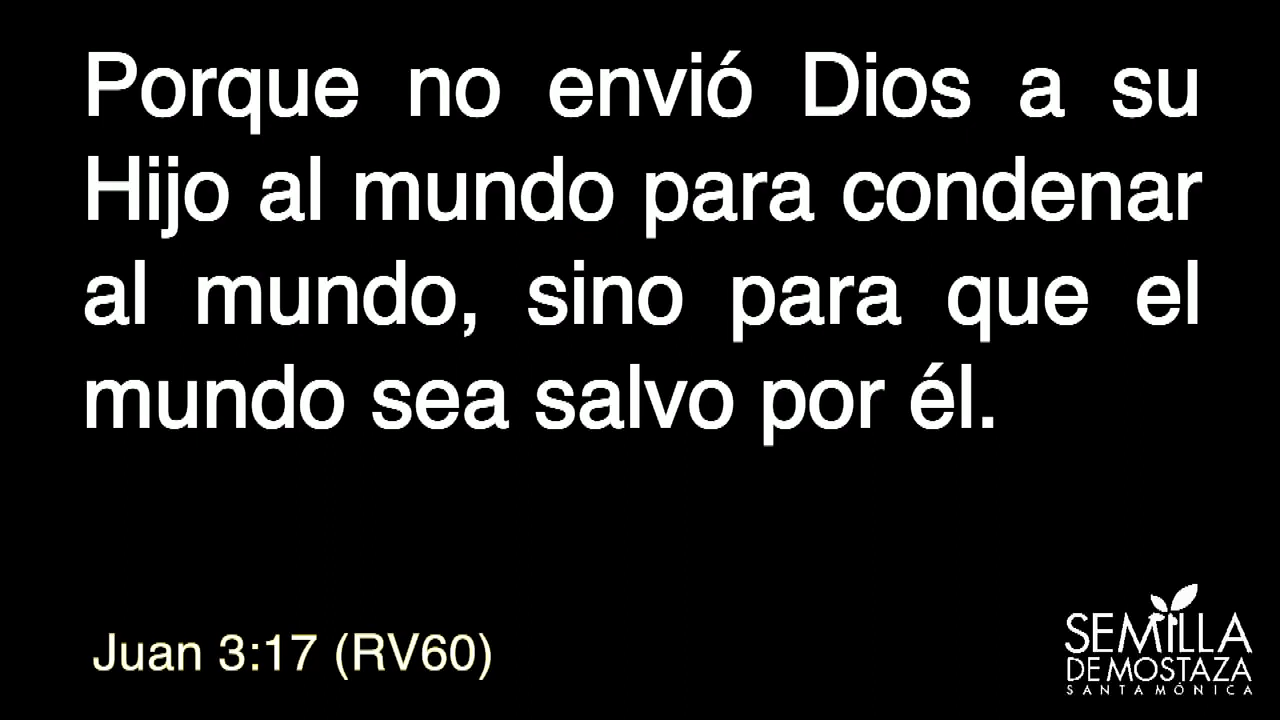 Porque no envió Dios a su
Hijo al mundo para condenar
al mundo, sino para que el
mundo sea salvo por él.
Juan 3:17 (RV60)
SEMILLA
DE MOSTAZA
SANTA MÓNICA